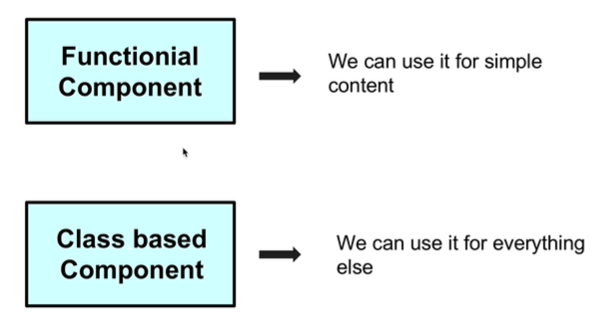 Functionial
Component
We can use it for simple
content
Class based
Component
We can use it for everything
else